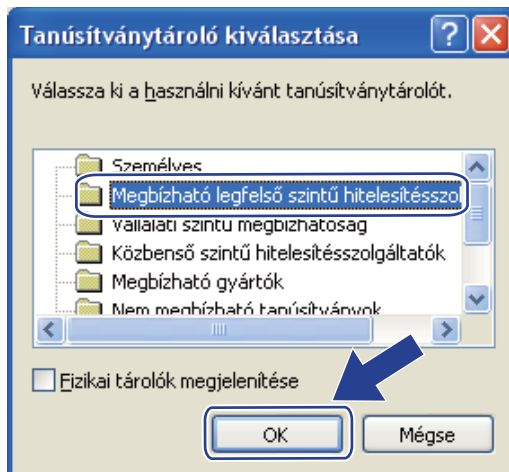 Tanúsítványtároló kiválasztása
Válassza ki a használni kívánt tanúsítványtárolót.
Személyes
Megbízható legfelső szintű hitelesítésszol
Vállalati szintű megbízhatóság
Közbenső szintű hitelesítésszolgáltatók
Megbízható gyártók
Nem megbízható tanúsítványok
Fizikai tárolók megjelenítése
OK
Mégse